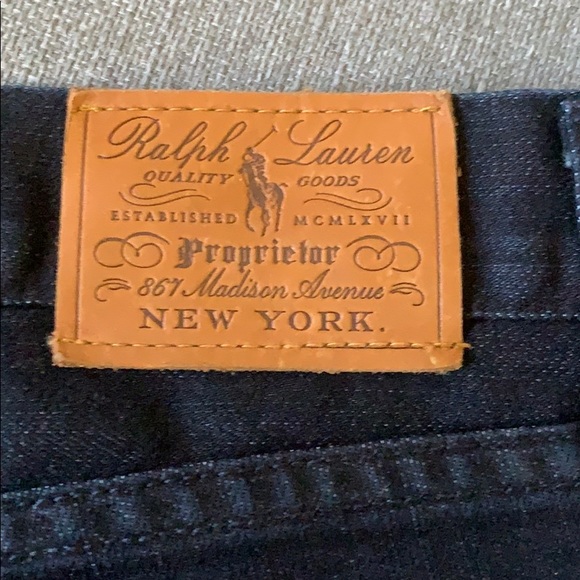 Ralph Lauren
QUALITY GOODS
ESTABLISHED MCMLXVII
Proprietor
867 Madison Avenue
NEW YORK.